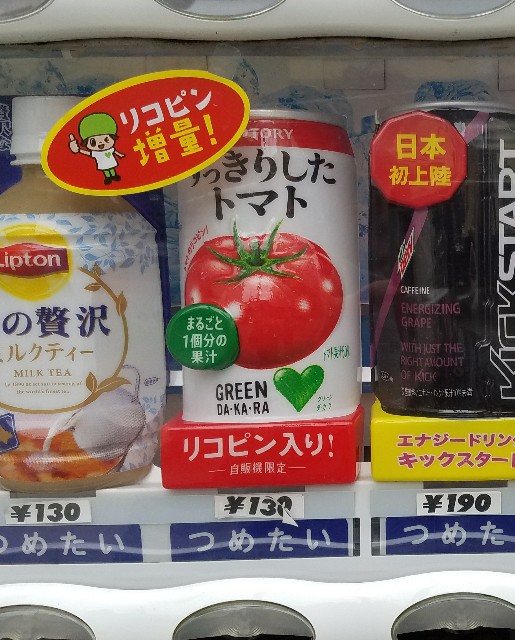 リコピン
増量!
Lipton
の贅沢
ミルクティー
MILK TEA
¥130
つめたい
TORY
すっきりした
トマト
まるごと
1個分の
果汁
GREEN
DA·KA·RA
リコピン入り!
自販機限定
¥130
つめたい
日本
初上陸
KICKSTART
CAFFEINE
ENERGIZING
GRAPE
WITH JUST THE
RIGHT AMOUNT
OF KICK
エナジードリン
キックスター
¥190
つめた